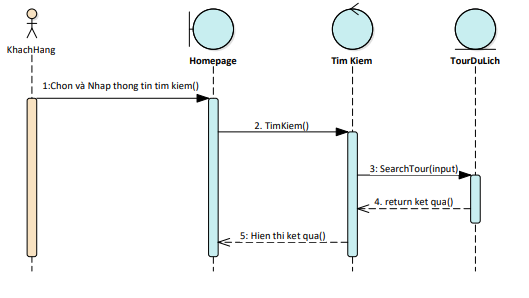 KhachHang
Homepage
Tim Kiem
TourDuLich
1:Chon và Nhap thong tin tim kiem()
2. TimKiem()
3: SearchTour(input)
4. return ket qua()
5: Hien thi ket qua()